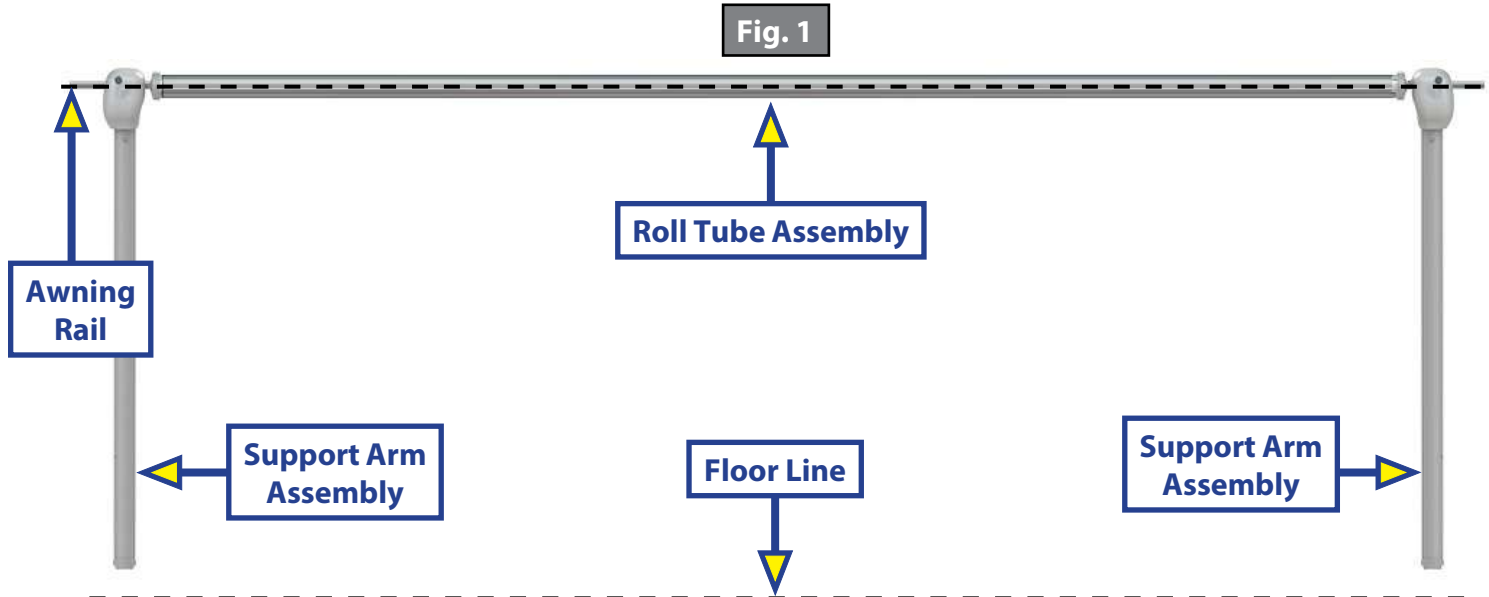 Fig. 1
Roll Tube Assembly
Awning
Rail
Support Arm
Assembly
Floor Line
Support Arm
Assembly